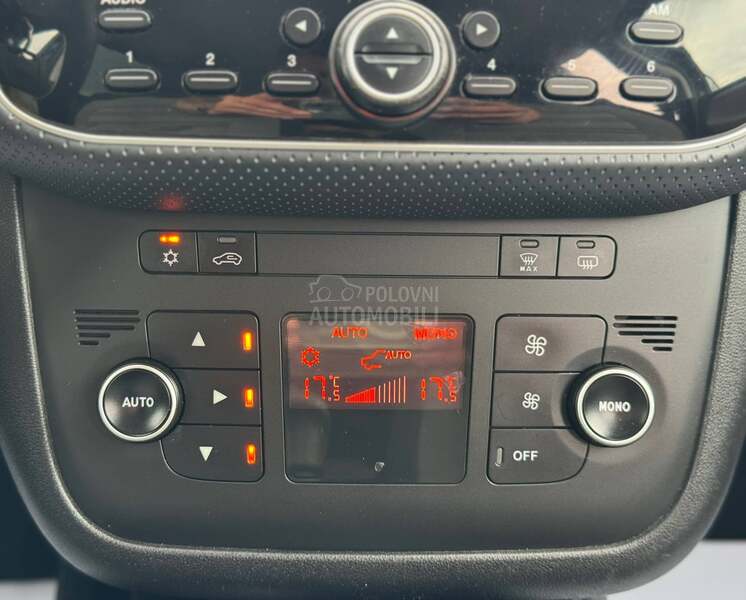 AUDIO
AM
1 2 3 4 5 6
MAX
POLOVNI
AUTOMOBILI
AUTO MONO
AUTO
17.5°C 17.5°C
AUTO
MONO
OFF